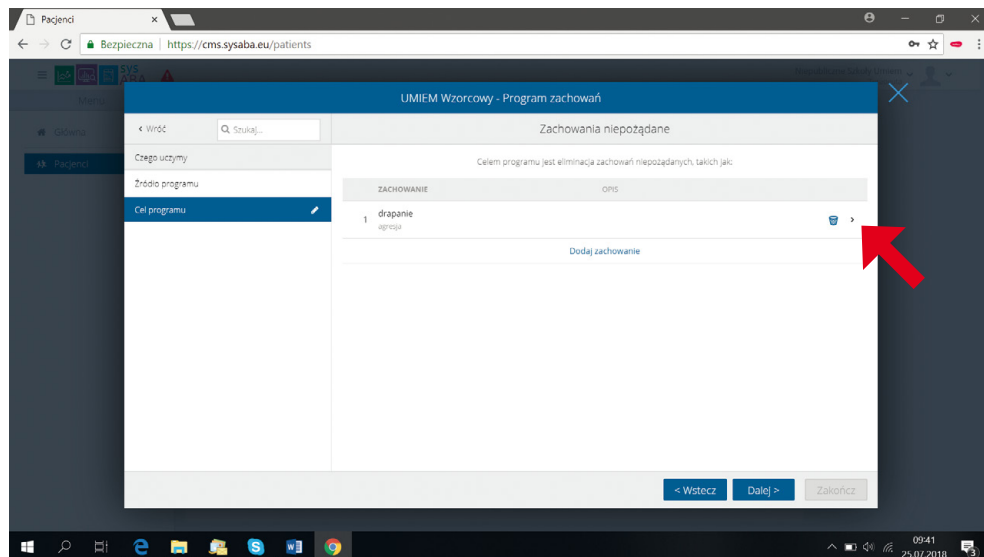 Pacjenci
Bezpieczna | https://cms.sysaba.eu/patients
SYS
ABA
Menu
UMIEM Wzorcowy - Program zachowań
Główna
< Wróć
Szukaj...
Zachowania niepożądane
Pacjenci
Czego uczymy
Celem programu jest eliminacja zachowań niepożądanych, takich jak:
Źródło programu
ZACHOWANIE OPIS
Cel programu
1 drapanie
agresja
Dodaj zachowanie
< Wstecz Dalej > Zakończ
09:41
25.07.2018